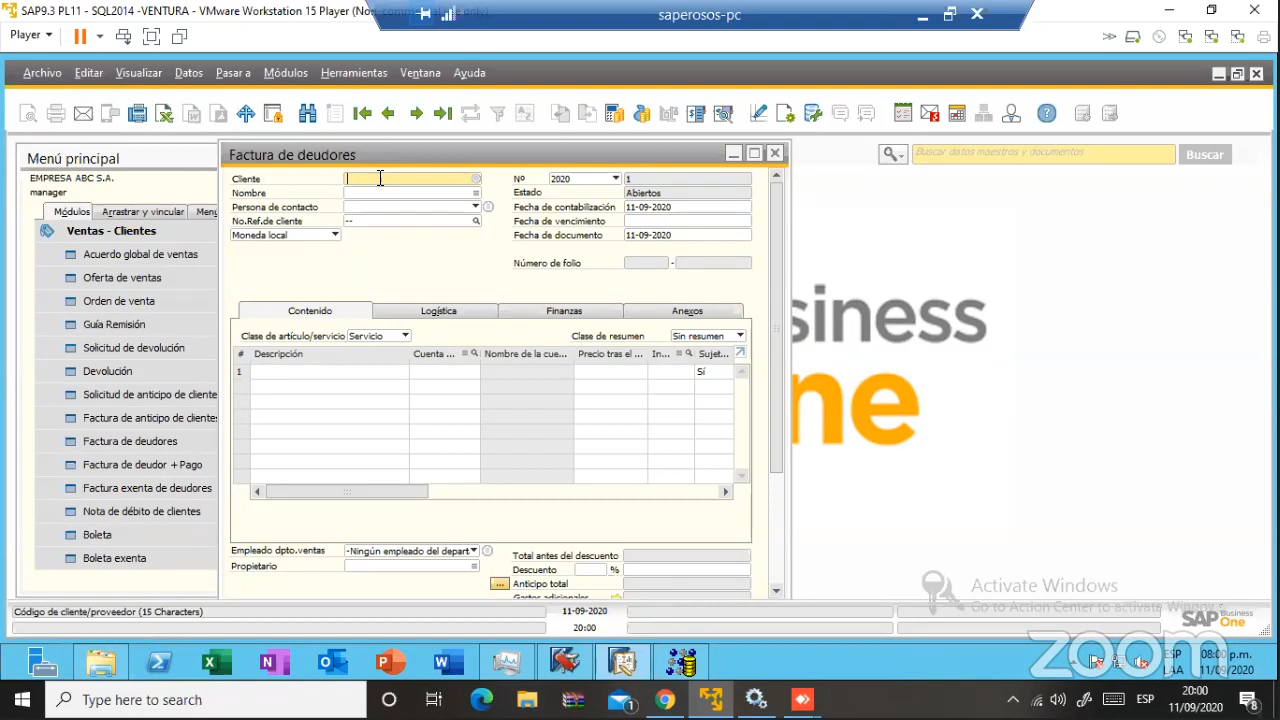 SAP9.3 PL11 - SQL2014 -VENTURA - VMware Workstation 15 Player (Non-commercial use only)
saperosos-pc
Player
Archivo Editar Visualizar Datos Pasar a Módulos Herramientas Ventana Ayuda
Menú principal
EMPRESA ABC S.A.
manager
Módulos Arrastrar y vincular Menú
Ventas - Clientes
Acuerdo global de ventas
Oferta de ventas
Orden de venta
Guía Remisión
Solicitud de devolución
Devolución
Solicitud de anticipo de cliente
Factura de anticipo de clientes
Factura de deudores
Factura de deudor + Pago
Factura exenta de deudores
Nota de débito de clientes
Boleta
Boleta exenta
Factura de deudores
Cliente
Nombre
Persona de contacto
No.Ref.de cliente --
Moneda local
Nº 2020 1
Estado Abiertos
Fecha de contabilización 11-09-2020
Fecha de vencimiento
Fecha de documento 11-09-2020
Número de folio -
Contenido Logística Finanzas Anexos
Clase de artículo/servicio Servicio Clase de resumen Sin resumen
# Descripción Cuenta ... Nombre de la cue... Precio tras el ... In... Sujet...
1 Sí
Empleado dpto.ventas -Ningún empleado del depart
Propietario
Total antes del descuento
Descuento %
... Anticipo total
Gastos adicionales
Buscar datos maestros y documentos
Buscar
siness
ne
Activate Windows
Go to Action Center to activate Windows.
Código de cliente/proveedor (15 Characters)
11-09-2020
20:00
SAP Business One
zoom
ESP
LAA
08:00 p.m.
11/09/2020
Type here to search
1
ESP
20:00
11/09/2020
8